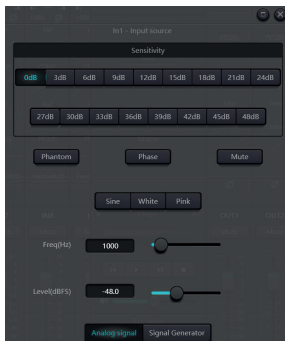 In1 - Input source
Sensitivity
0dB 3dB 6dB 9dB 12dB 15dB 18dB 21dB 24dB
27dB 30dB 33dB 36dB 39dB 42dB 45dB 48dB
Phantom Phase Mute
Sine White Pink
Freq(Hz) 1000
Level(dBFS) -48.0
Analog signal Signal Generator